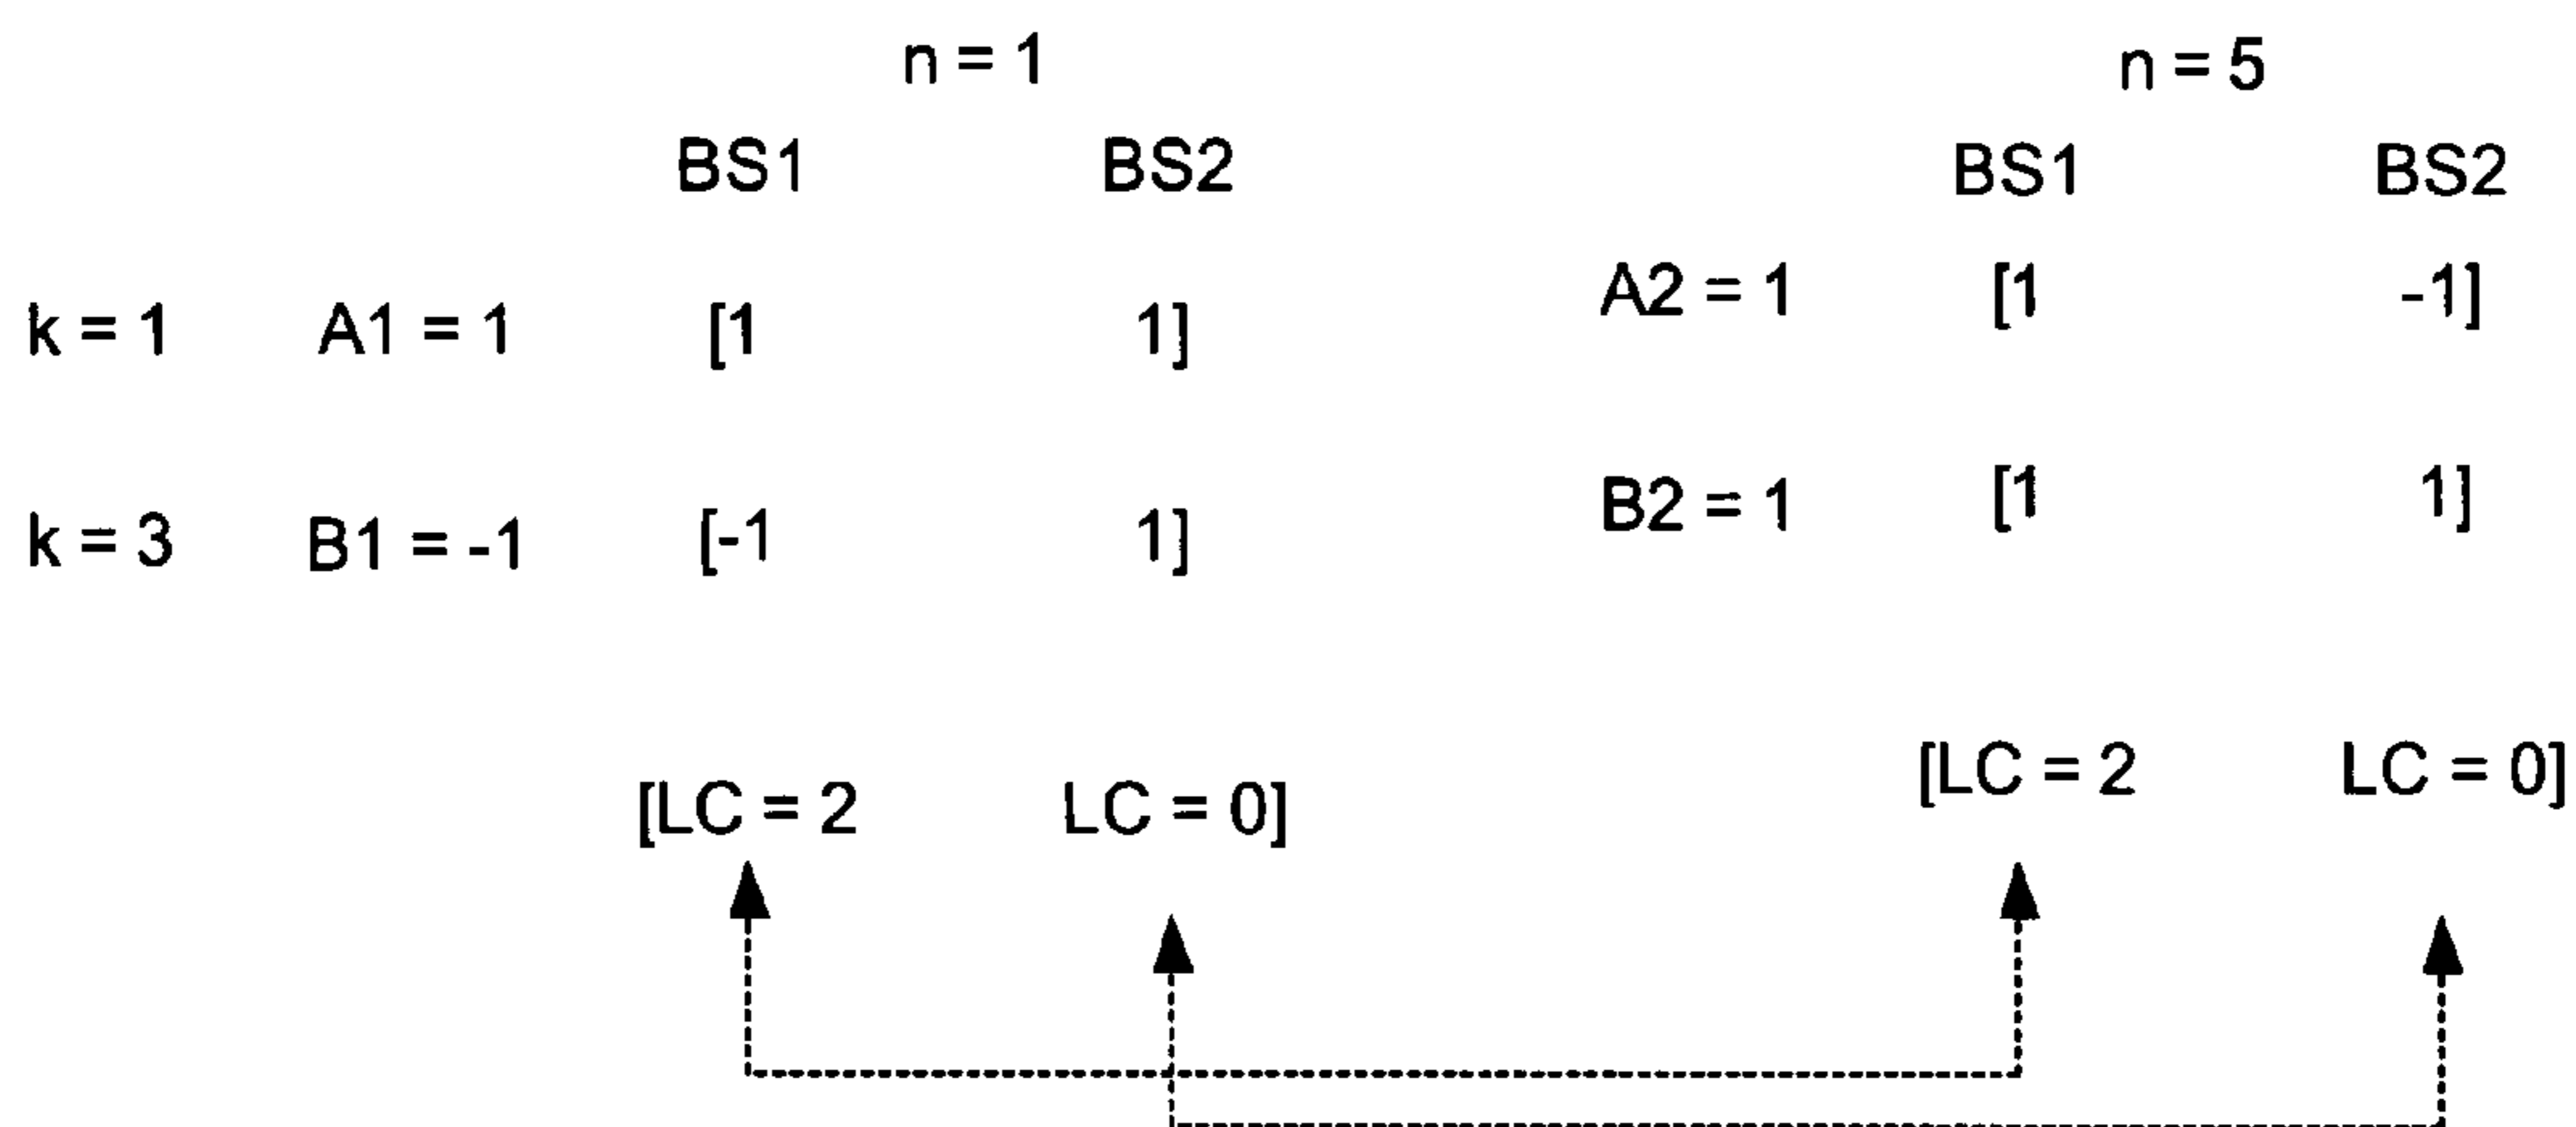 n = 1 n = 5
BS1 BS2 BS1 BS2
k = 1 A1 = 1 [1 1] A2 = 1 [1 -1]
k = 3 B1 = -1 [-1 1] B2 = 1 [1 1]
[LC = 2 LC = 0] [LC = 2 LC = 0]